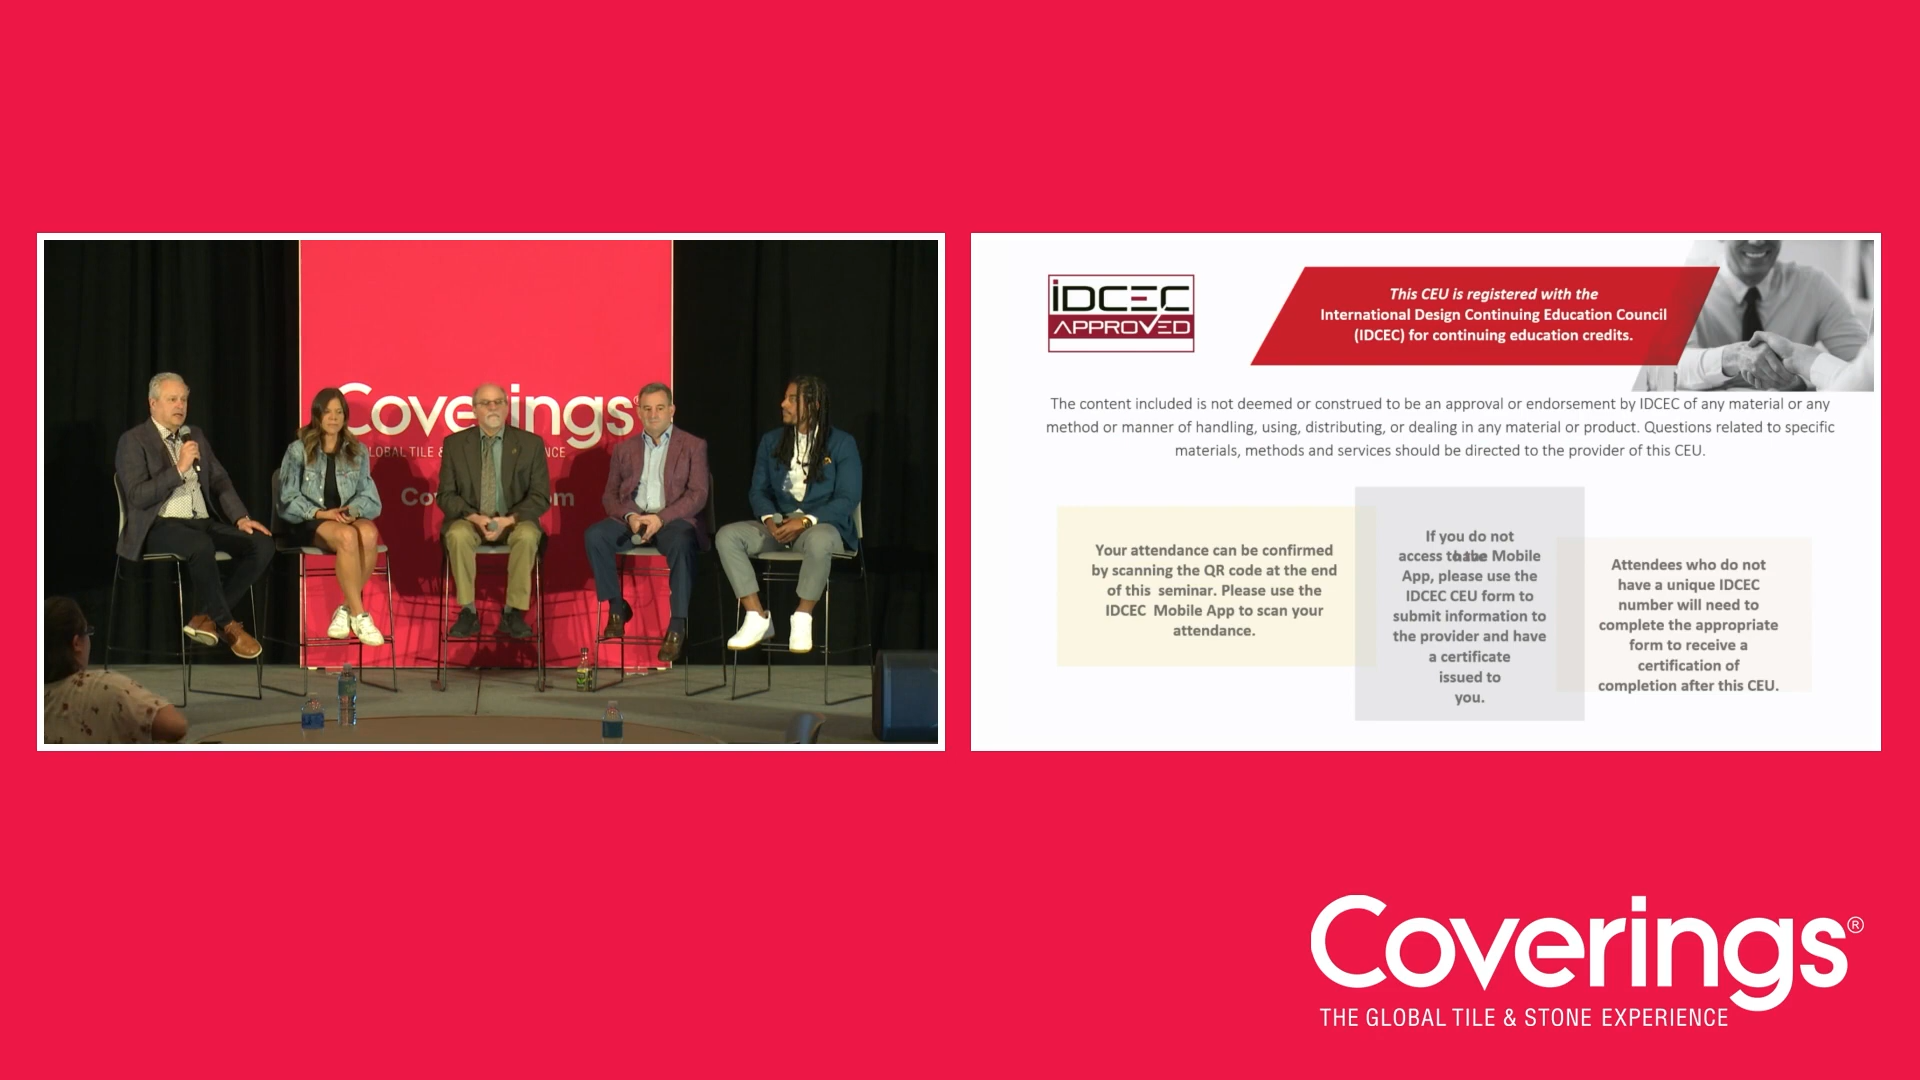 Coverings
GLOBAL TILE &
iDCEC
APPROVED
This CEU is registered with the
International Design Continuing Education Council
(IDCEC) for continuing education credits.
The content included is not deemed or construed to be an approval or endorsement by IDCEC of any material or any
method or manner of handling, using, distributing, or dealing in any material or product. Questions related to specific
materials, methods and services should be directed to the provider of this CEU.
Your attendance can be confirmed
by scanning the QR code at the end
of this seminar. Please use the
IDCEC Mobile App to scan your
attendance.
If you do not
have
access to the Mobile
App, please use the
IDCEC CEU form to
submit information to
the provider and have
a certificate
issued to
you.
Attendees who do not
have a unique IDCEC
number will need to
complete the appropriate
form to receive a
certification of
completion after this CEU.
Coverings®
THE GLOBAL TILE & STONE EXPERIENCE